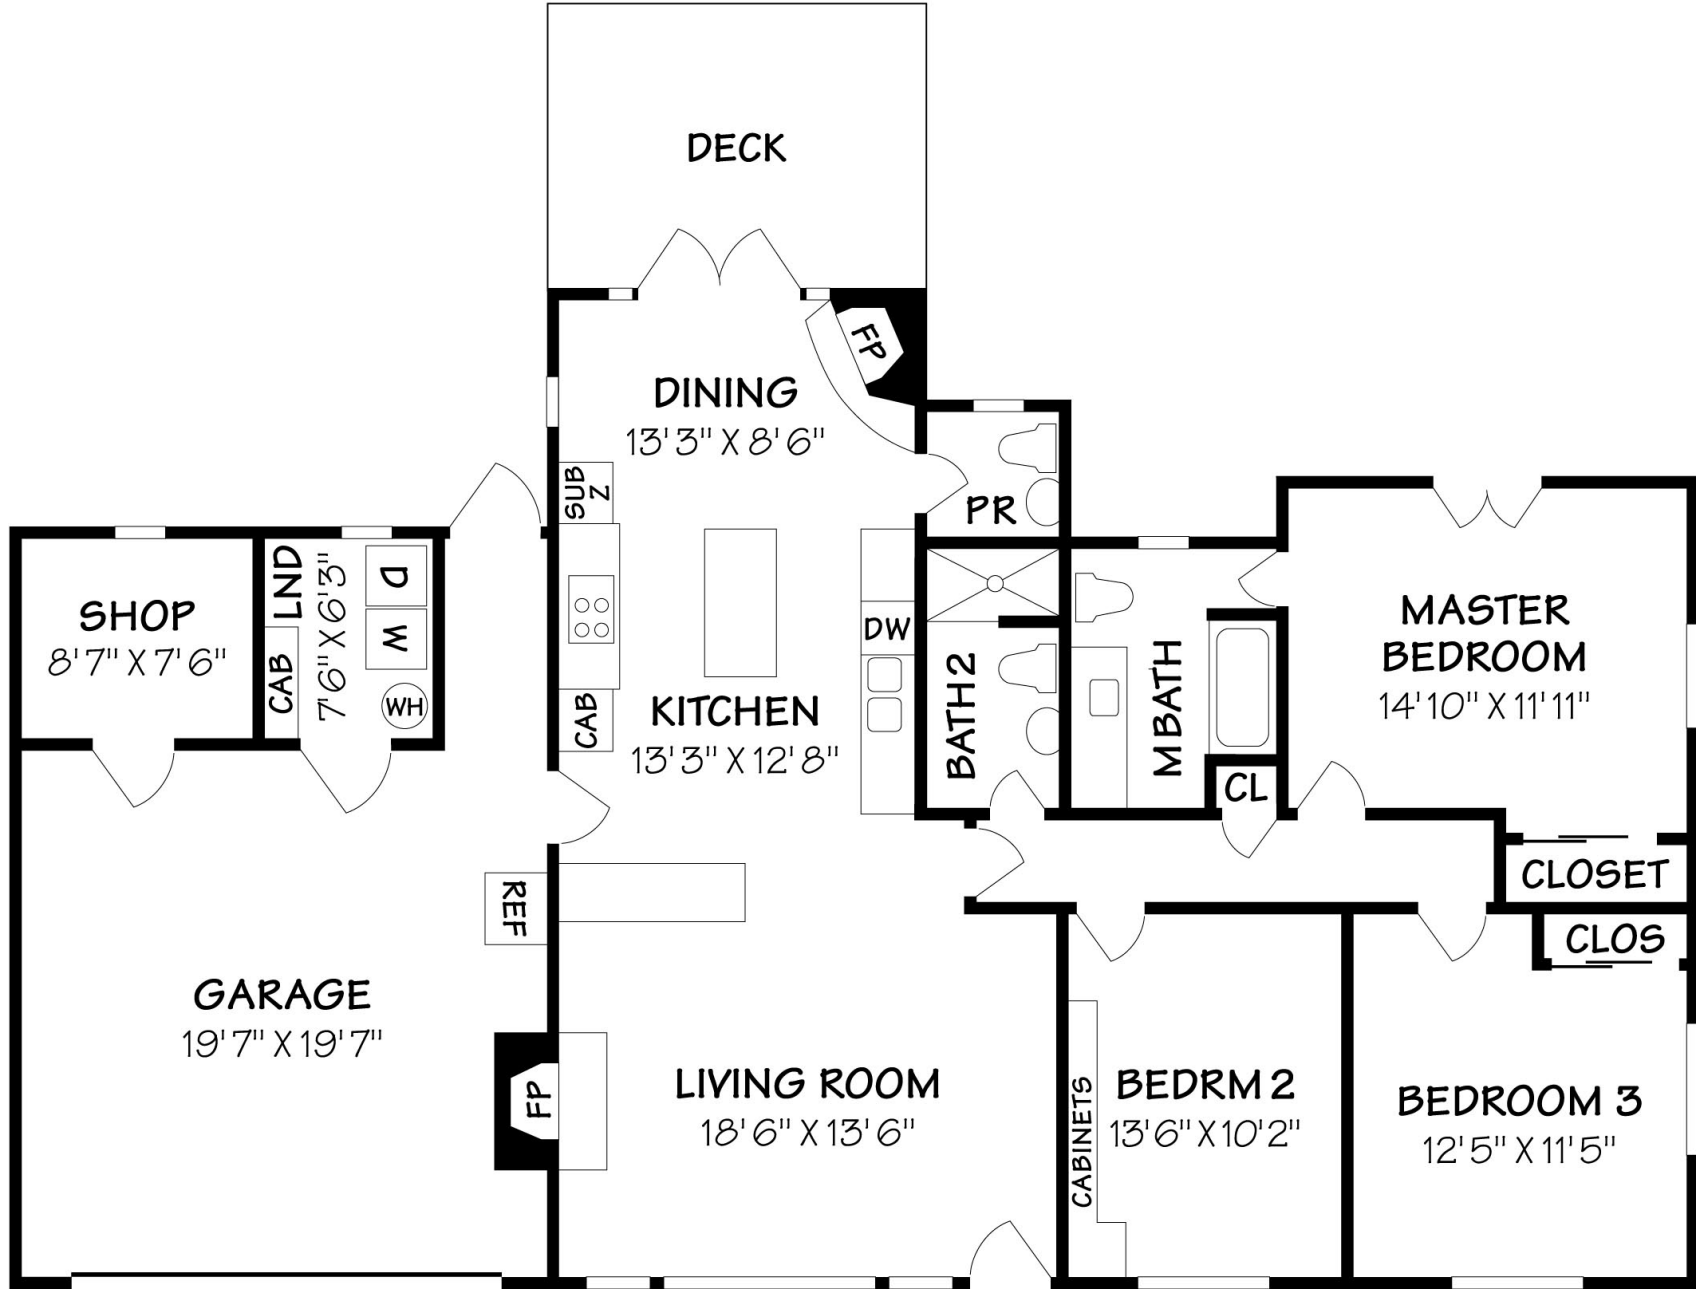 DECK
FP
DINING
13'3" X 8'6"
SUB
Z
PR
SHOP
8'7" X 7'6"
LND
7'6" X 6'3"
CAB
D
W
WH
KITCHEN
13'3" X 12'8"
CAB
DW
BATH2
M BATH
CL
MASTER
BEDROOM
14'10" X 11'11"
CLOSET
REF
CLOS
GARAGE
19'7" X 19'7"
FP
LIVING ROOM
18'6" X 13'6"
CABINETS
BEDRM 2
13'6" X 10'2"
BEDROOM 3
12'5" X 11'5"